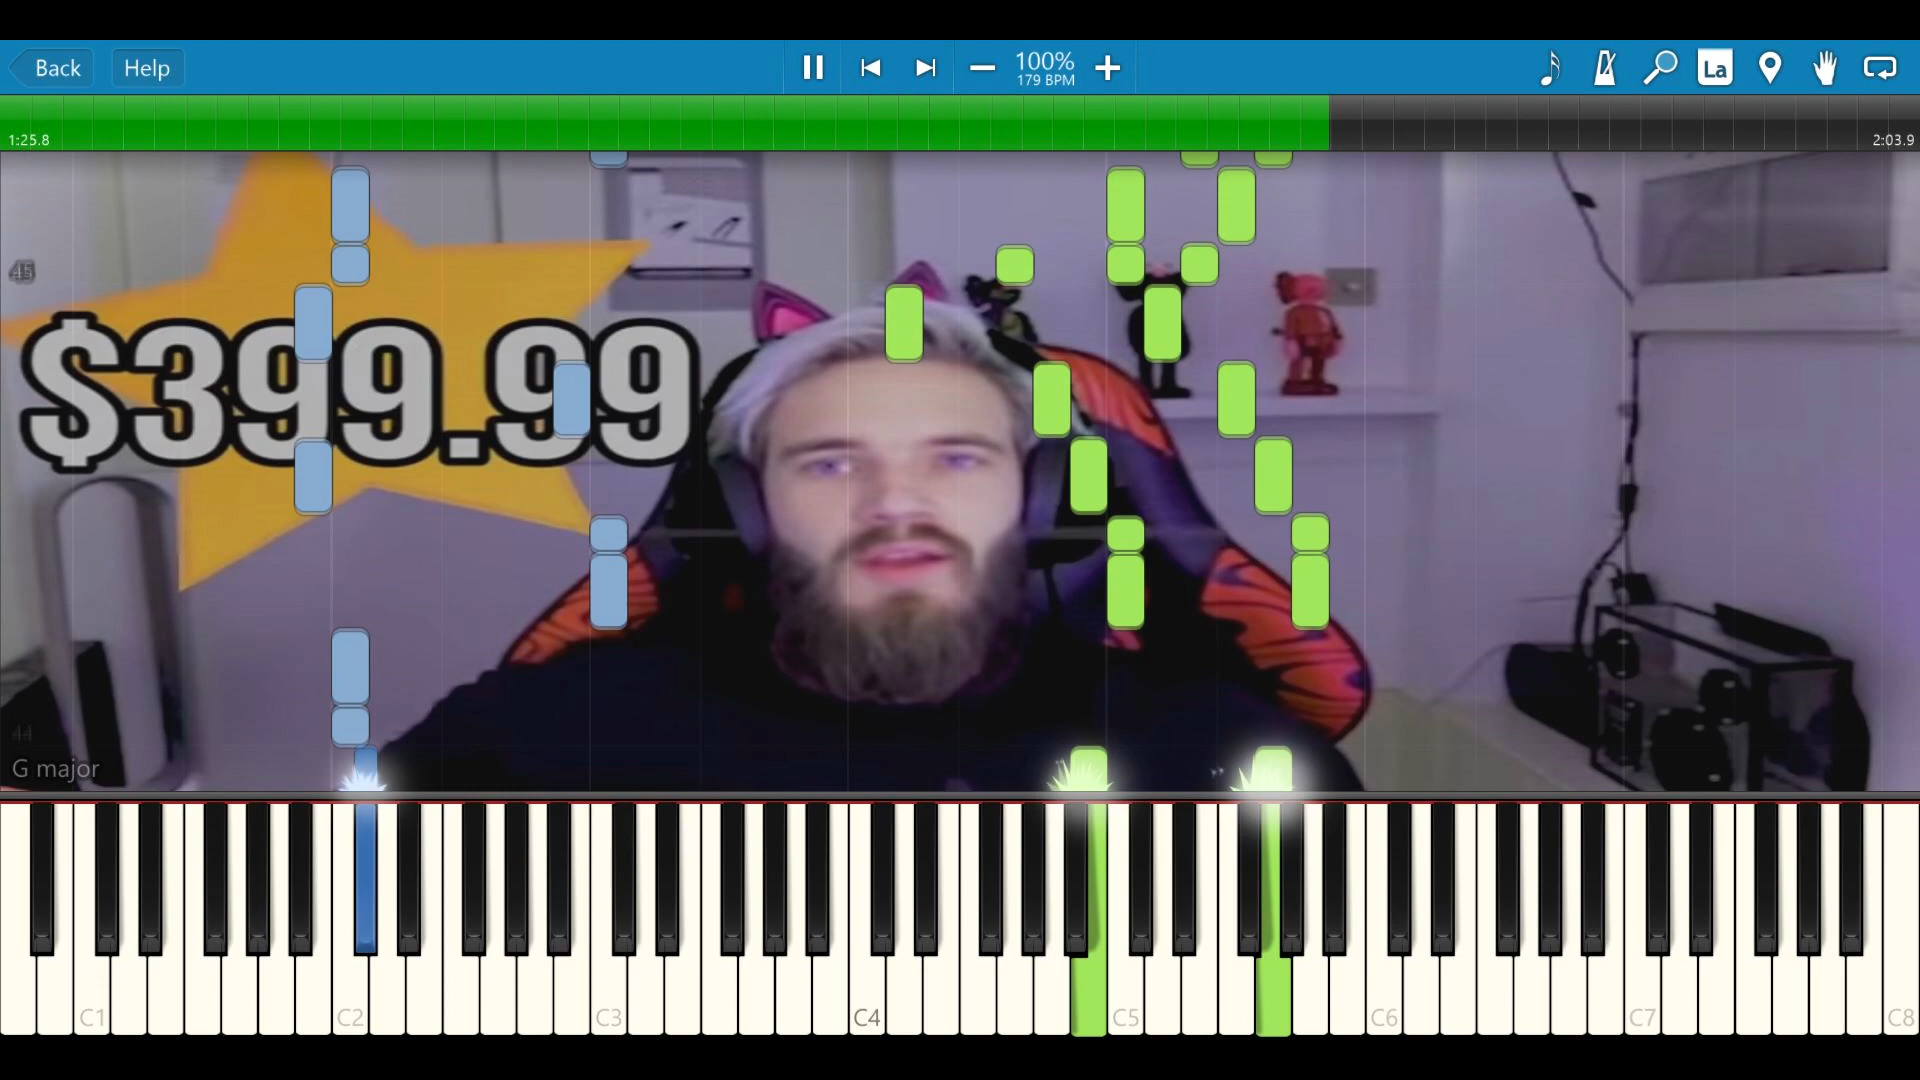 Back Help 100% La
179 BPM
1:25.8 2:03.9
45
$399.99
44
G major
C1 C2 C3 C4 C5 C6 C7 C8